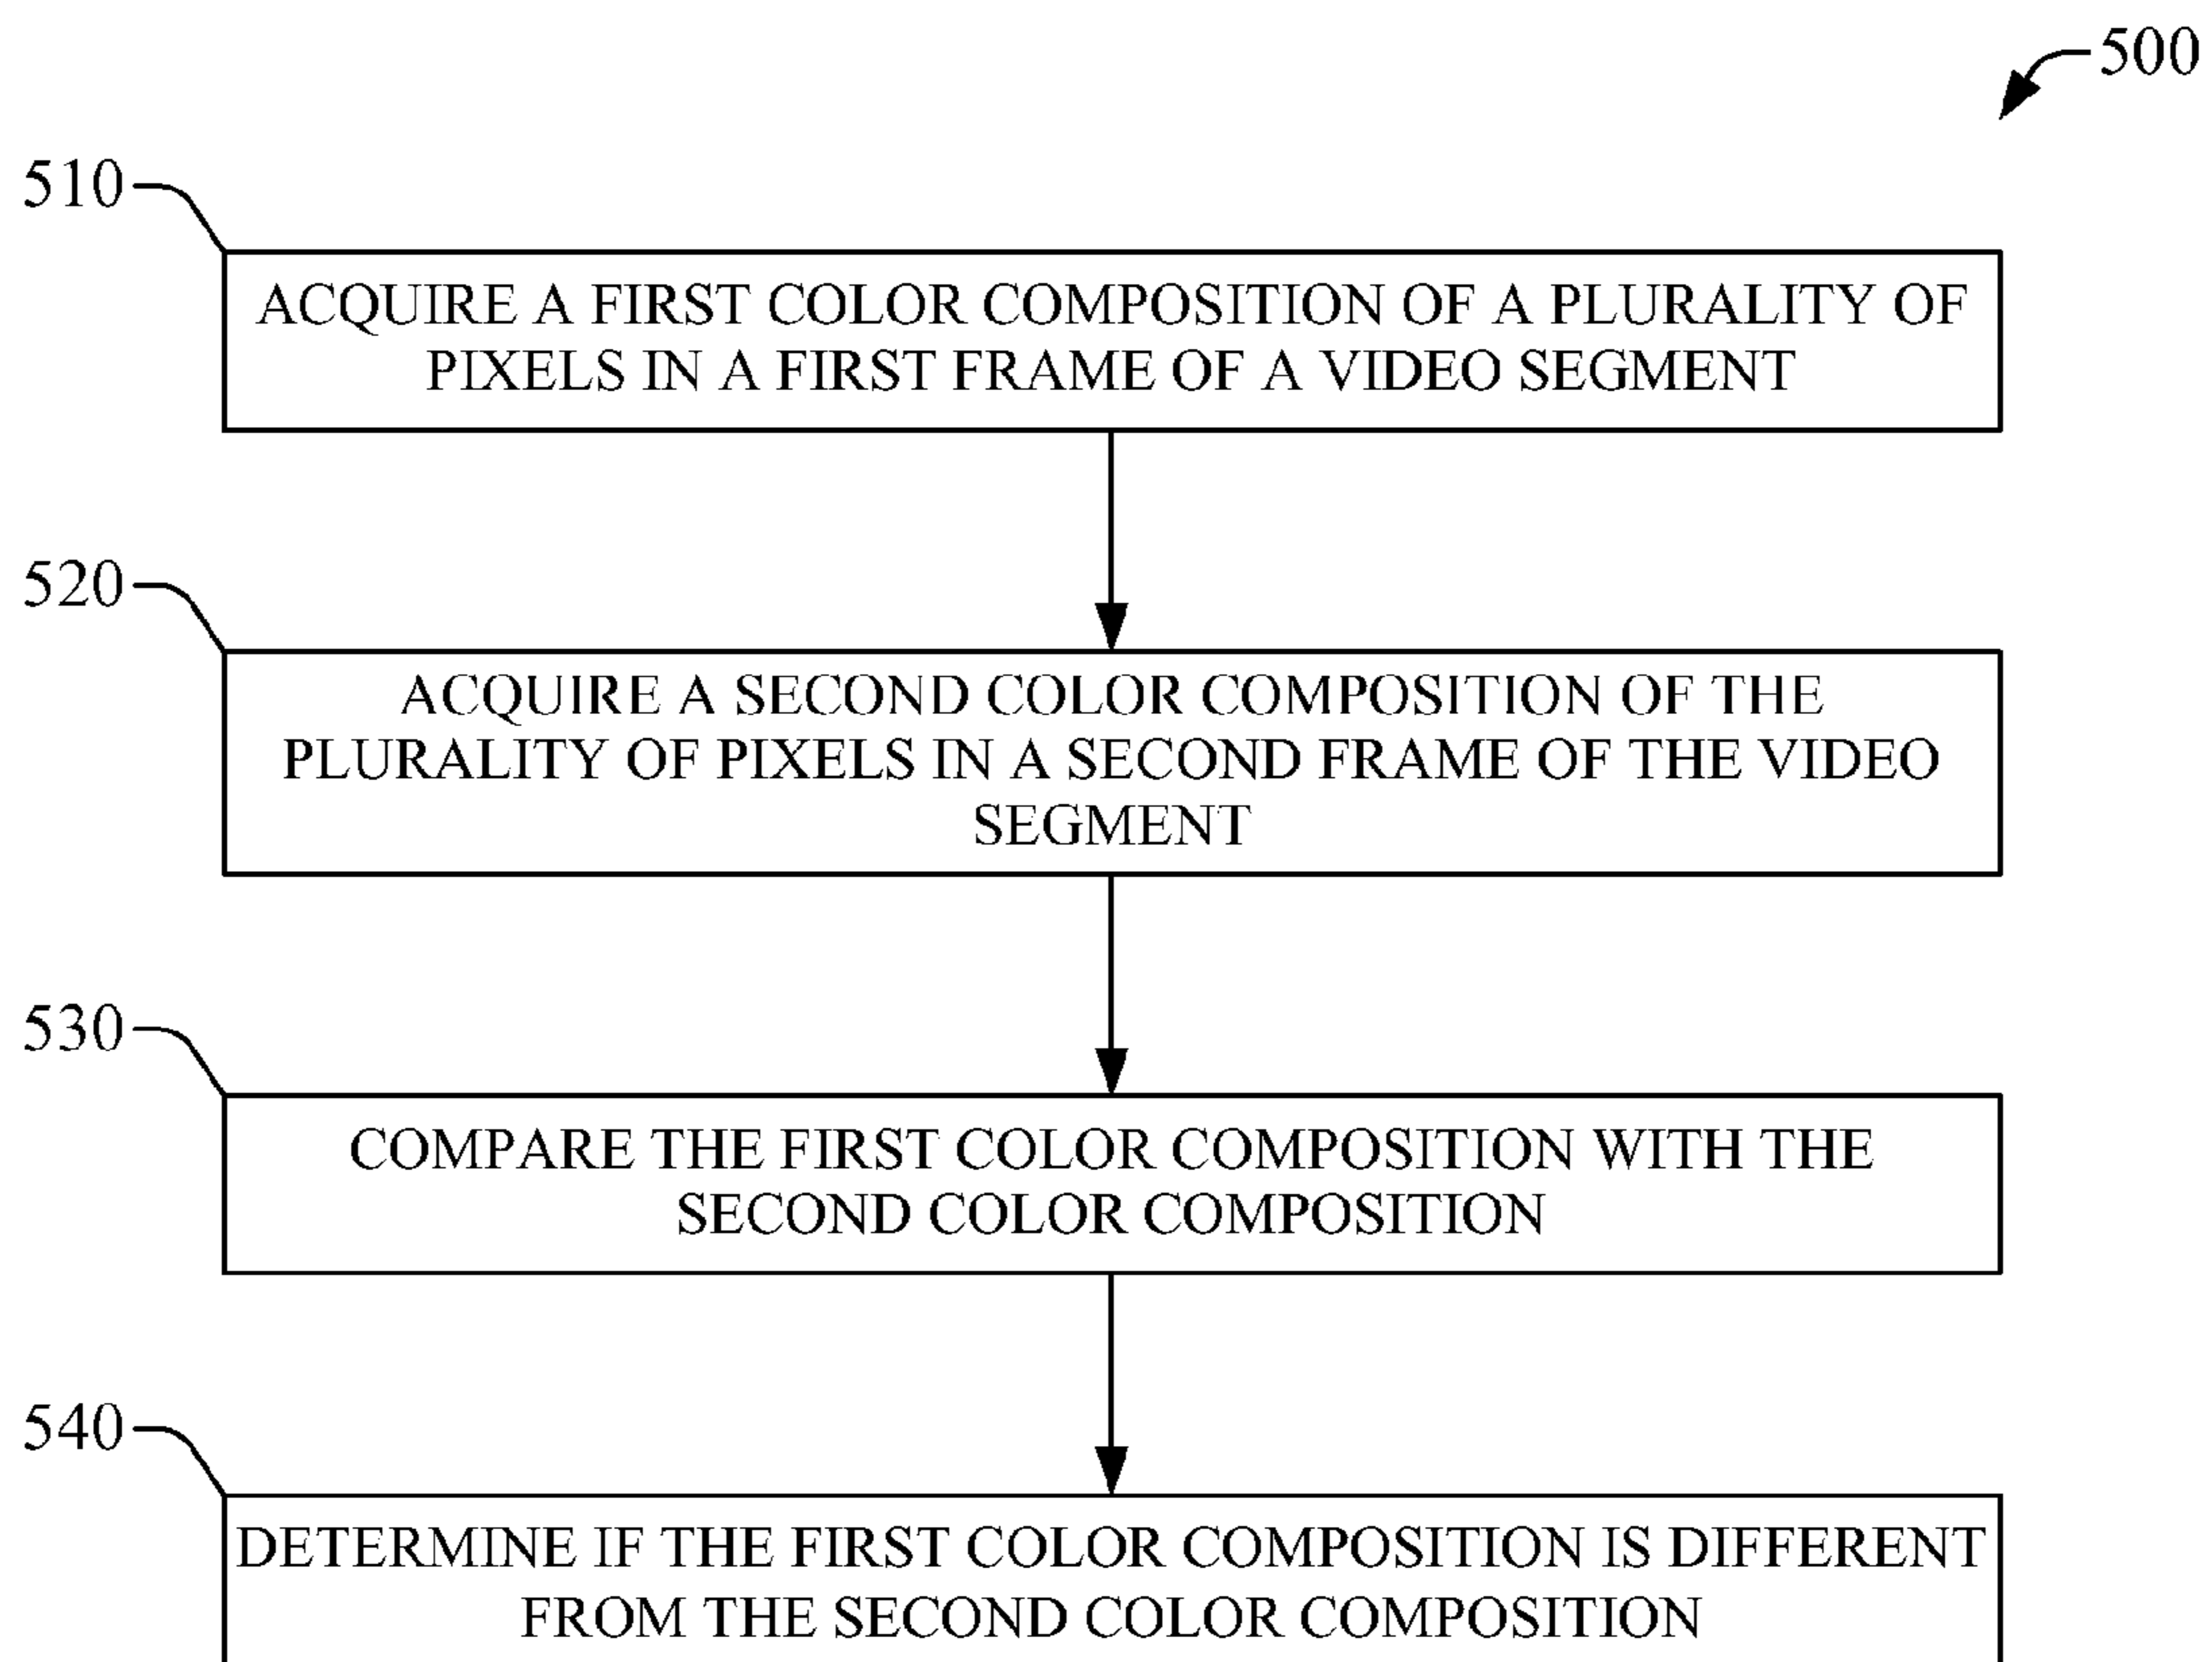 500
510
ACQUIRE A FIRST COLOR COMPOSITION OF A PLURALITY OF
PIXELS IN A FIRST FRAME OF A VIDEO SEGMENT
520
ACQUIRE A SECOND COLOR COMPOSITION OF THE
PLURALITY OF PIXELS IN A SECOND FRAME OF THE VIDEO
SEGMENT
530
COMPARE THE FIRST COLOR COMPOSITION WITH THE
SECOND COLOR COMPOSITION
540
DETERMINE IF THE FIRST COLOR COMPOSITION IS DIFFERENT
FROM THE SECOND COLOR COMPOSITION